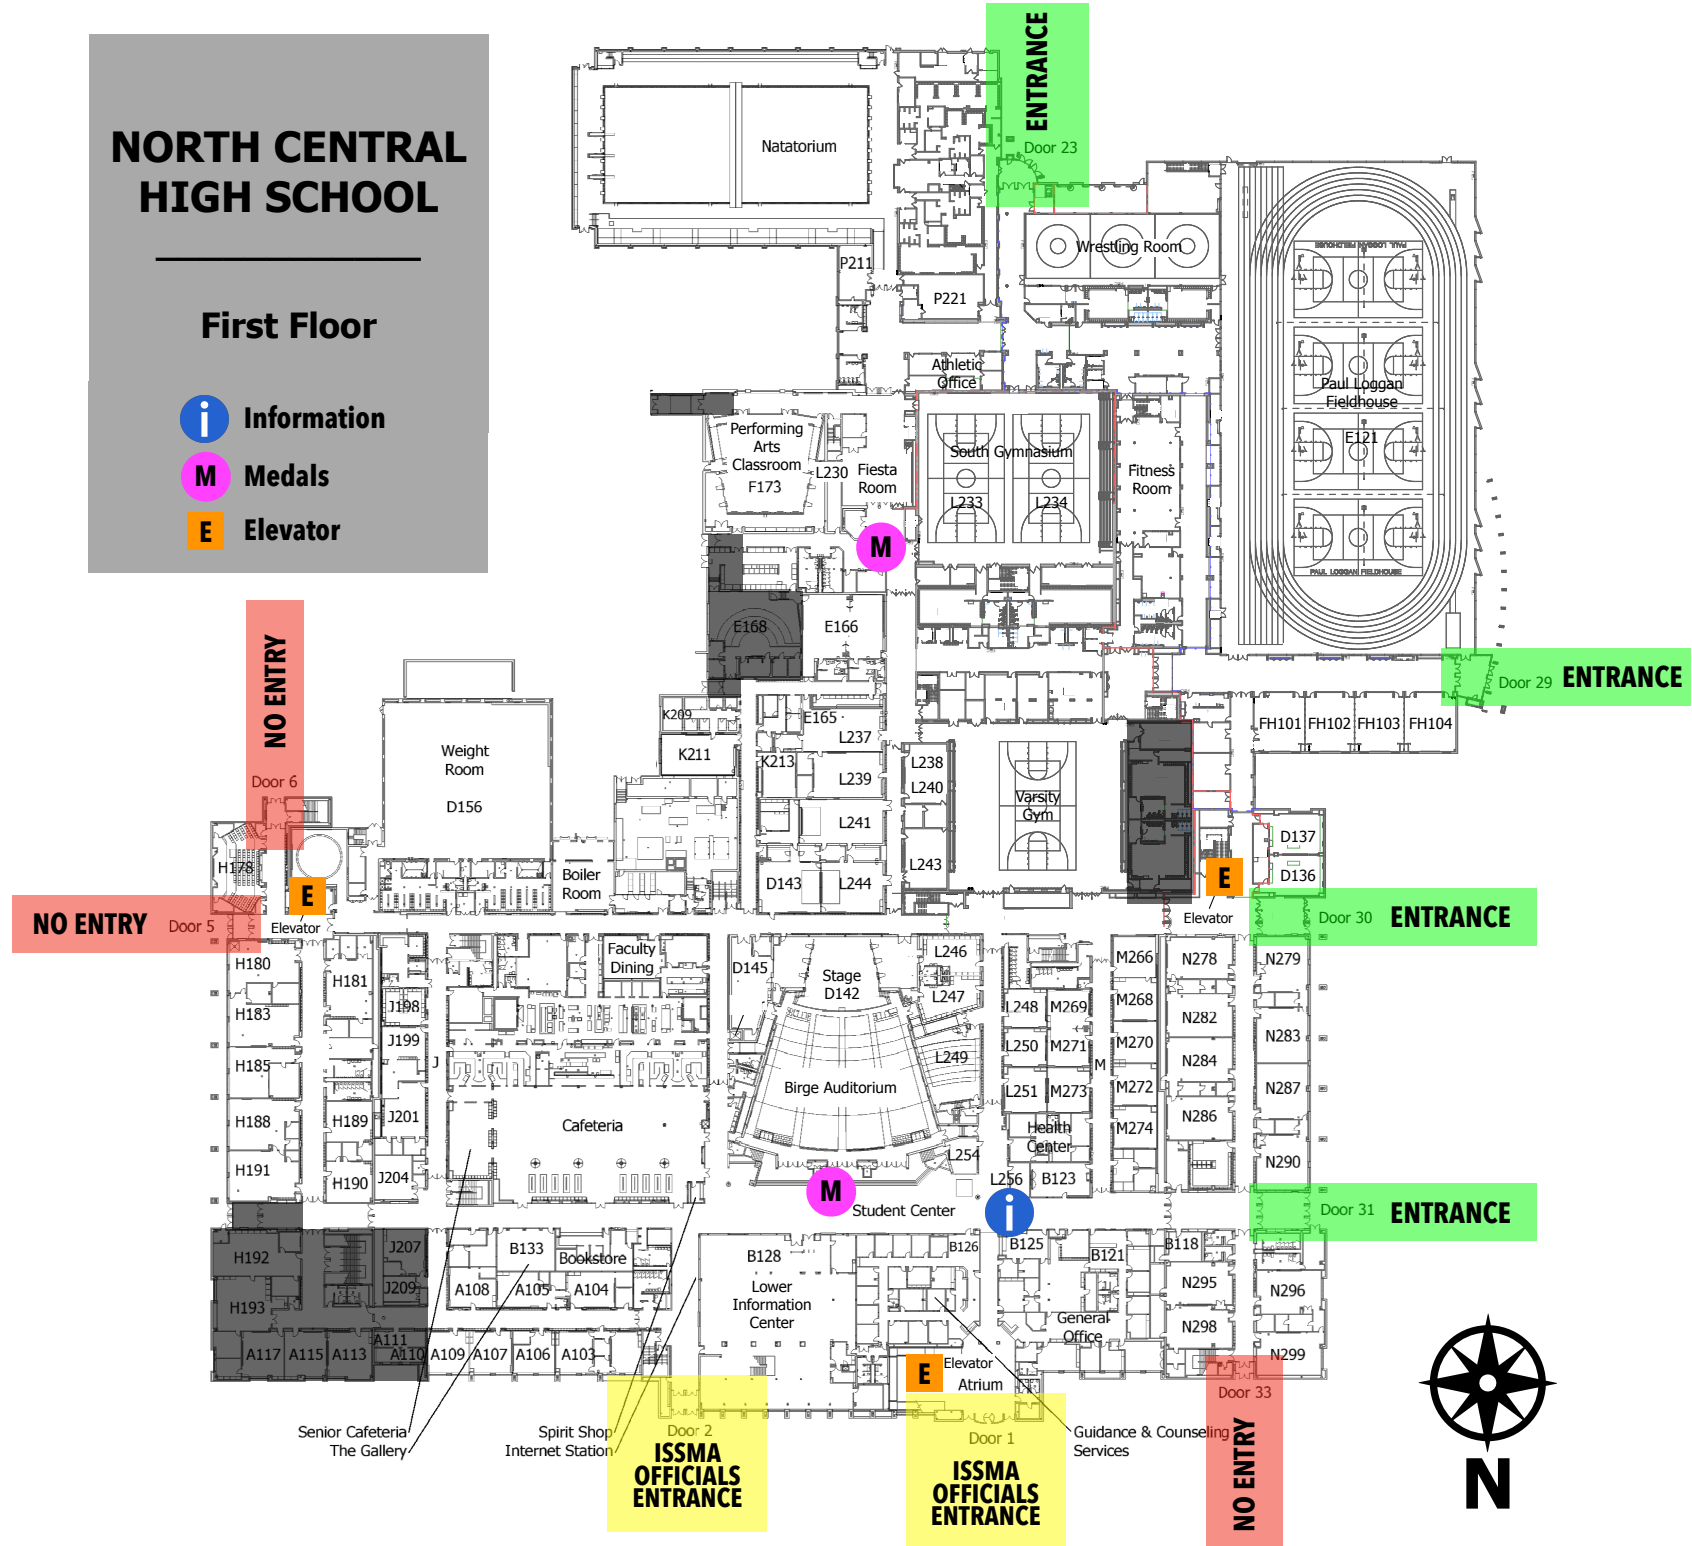 NORTH CENTRAL
HIGH SCHOOL
First Floor
i Information
M Medals
E Elevator
ENTRANCE
Door 23
Natatorium
Wrestling Room
P211
P221
PAUL LOGGAN FIELDHOUSE
Athletic
Office
Paul Loggan
Fieldhouse
E121
PAUL LOGGAN FIELDHOUSE
Performing
Arts
Classroom
F173
L230
Fiesta
Room
South Gymnasium
L233
L234
Fitness
Room
M
E168
E166
NO ENTRY
Door 6
Door 29
ENTRANCE
FH101
FH102
FH103
FH104
K209
K211
E165
L237
K213
L239
L238
L240
L241
L243
D143
L244
Varsity
Gym
Weight
Room
D156
Boiler
Room
H178
E
Elevator
NO ENTRY
Door 5
D137
D136
E
Elevator
Door 30
ENTRANCE
H180
H181
H183
H185
H188
H189
H191
H190
J198
J199
J
J201
J204
Faculty
Dining
Cafeteria
D145
Stage
D142
Birge Auditorium
L246
L247
L249
L254
L248
M269
L250
M271
L251
M273
Health
Center
L256
B123
M
M266
M268
M270
M272
M274
N278
N282
N284
N286
N279
N283
N287
N290
M
Student Center
i
Door 31
ENTRANCE
H192
H193
J207
J209
B133
Bookstore
A108
A105
A104
A117
A115
A113
A111
A110
A109
A107
A106
A103
B128
Lower
Information
Center
B126
B125
B121
B118
General
Office
N295
N298
N296
N299
E
Elevator
Atrium
Senior Cafeteria
The Gallery
Spirit Shop
Internet Station
Door 2
ISSMA
OFFICIALS
ENTRANCE
Door 1
ISSMA
OFFICIALS
ENTRANCE
Guidance & Counseling
Services
Door 33
NO ENTRY
N